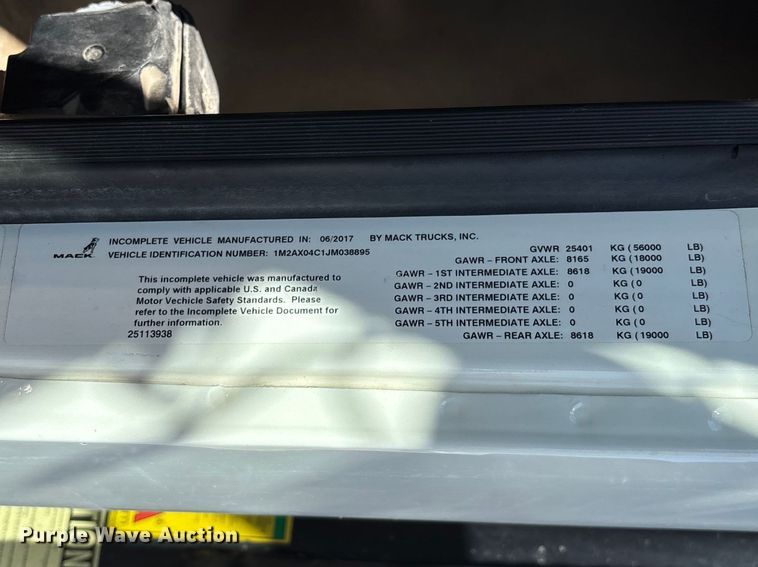 MACK
INCOMPLETE VEHICLE MANUFACTURED IN: 06/2017 BY MACK TRUCKS, INC.
VEHICLE IDENTIFICATION NUMBER: 1M2AX04C1JM038895
This incomplete vehicle was manufactured to
comply with applicable U.S. and Canada
Motor Vechicle Safety Standards. Please
refer to the Incomplete Vehicle Document for
further information.
25113938
GVWR 25401 KG ( 56000 LB)
GAWR - FRONT AXLE: 8165 KG ( 18000 LB)
GAWR - 1ST INTERMEDIATE AXLE: 8618 KG ( 19000 LB)
GAWR - 2ND INTERMEDIATE AXLE: 0 KG ( 0 LB)
GAWR - 3RD INTERMEDIATE AXLE: 0 KG ( 0 LB)
GAWR - 4TH INTERMEDIATE AXLE: 0 KG ( 0 LB)
GAWR - 5TH INTERMEDIATE AXLE: 0 KG ( 0 LB)
GAWR - REAR AXLE: 8618 KG ( 19000 LB)
Purple Wave Auction